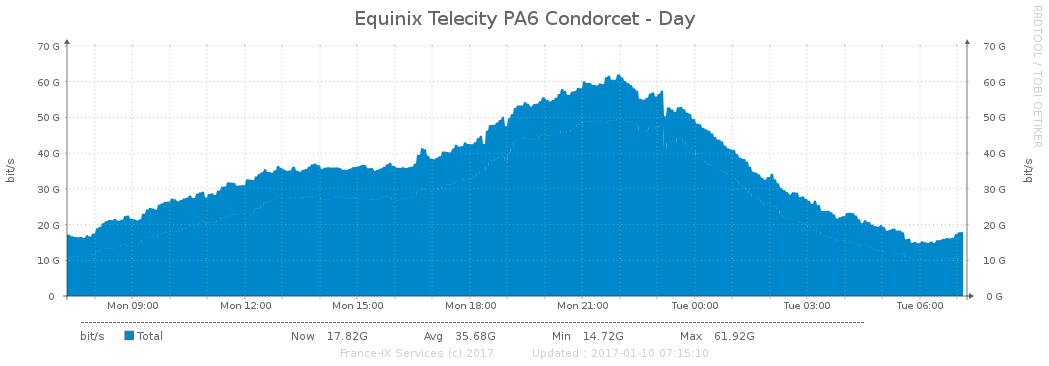 Equinix Telecity PA6 Condorcet - Day
RRDTOOL / TOBI OETIKER
70 G 70 G
60 G 60 G
50 G 50 G
40 G 40 G
30 G 30 G
20 G 20 G
10 G 10 G
0 0 G
bit/s
bit/s
Mon 09:00 Mon 12:00 Mon 15:00 Mon 18:00 Mon 21:00 Tue 00:00 Tue 03:00 Tue 06:00
bit/s Total Now 17.82G Avg 35.68G Min 14.72G Max 61.92G
France-IX Services (c) 2017 Updated : 2017-01-10 07:15:10